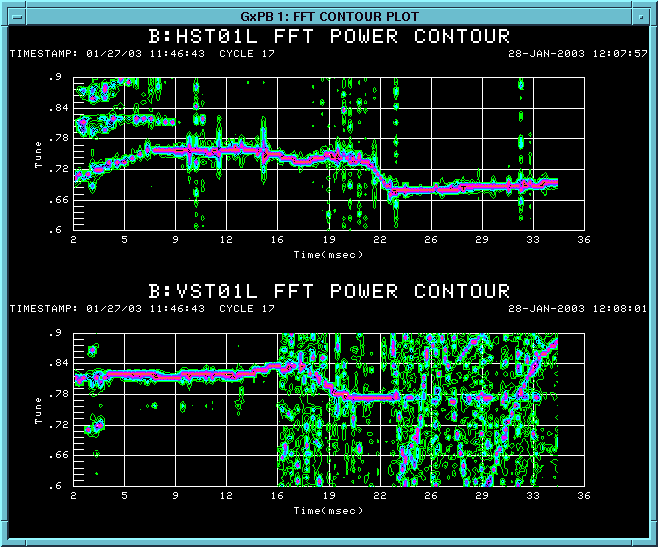 GxPB 1: FFT CONTOUR PLOT
B:HST01L FFT POWER CONTOUR
TIMESTAMP: 01/27/03 11:46:43 CYCLE 17 28-JAN-2003 12:07:57
.9
.84
.78
.72
.66
.6
Tune
2 5 9 12 15 19 22 26 29 33 36
Time(msec)
B:VST01L FFT POWER CONTOUR
TIMESTAMP: 01/27/03 11:46:43 CYCLE 17 28-JAN-2003 12:08:01
.9
.84
.78
.72
.66
.6
Tune
2 5 9 12 15 19 22 26 29 33 36
Time(msec)